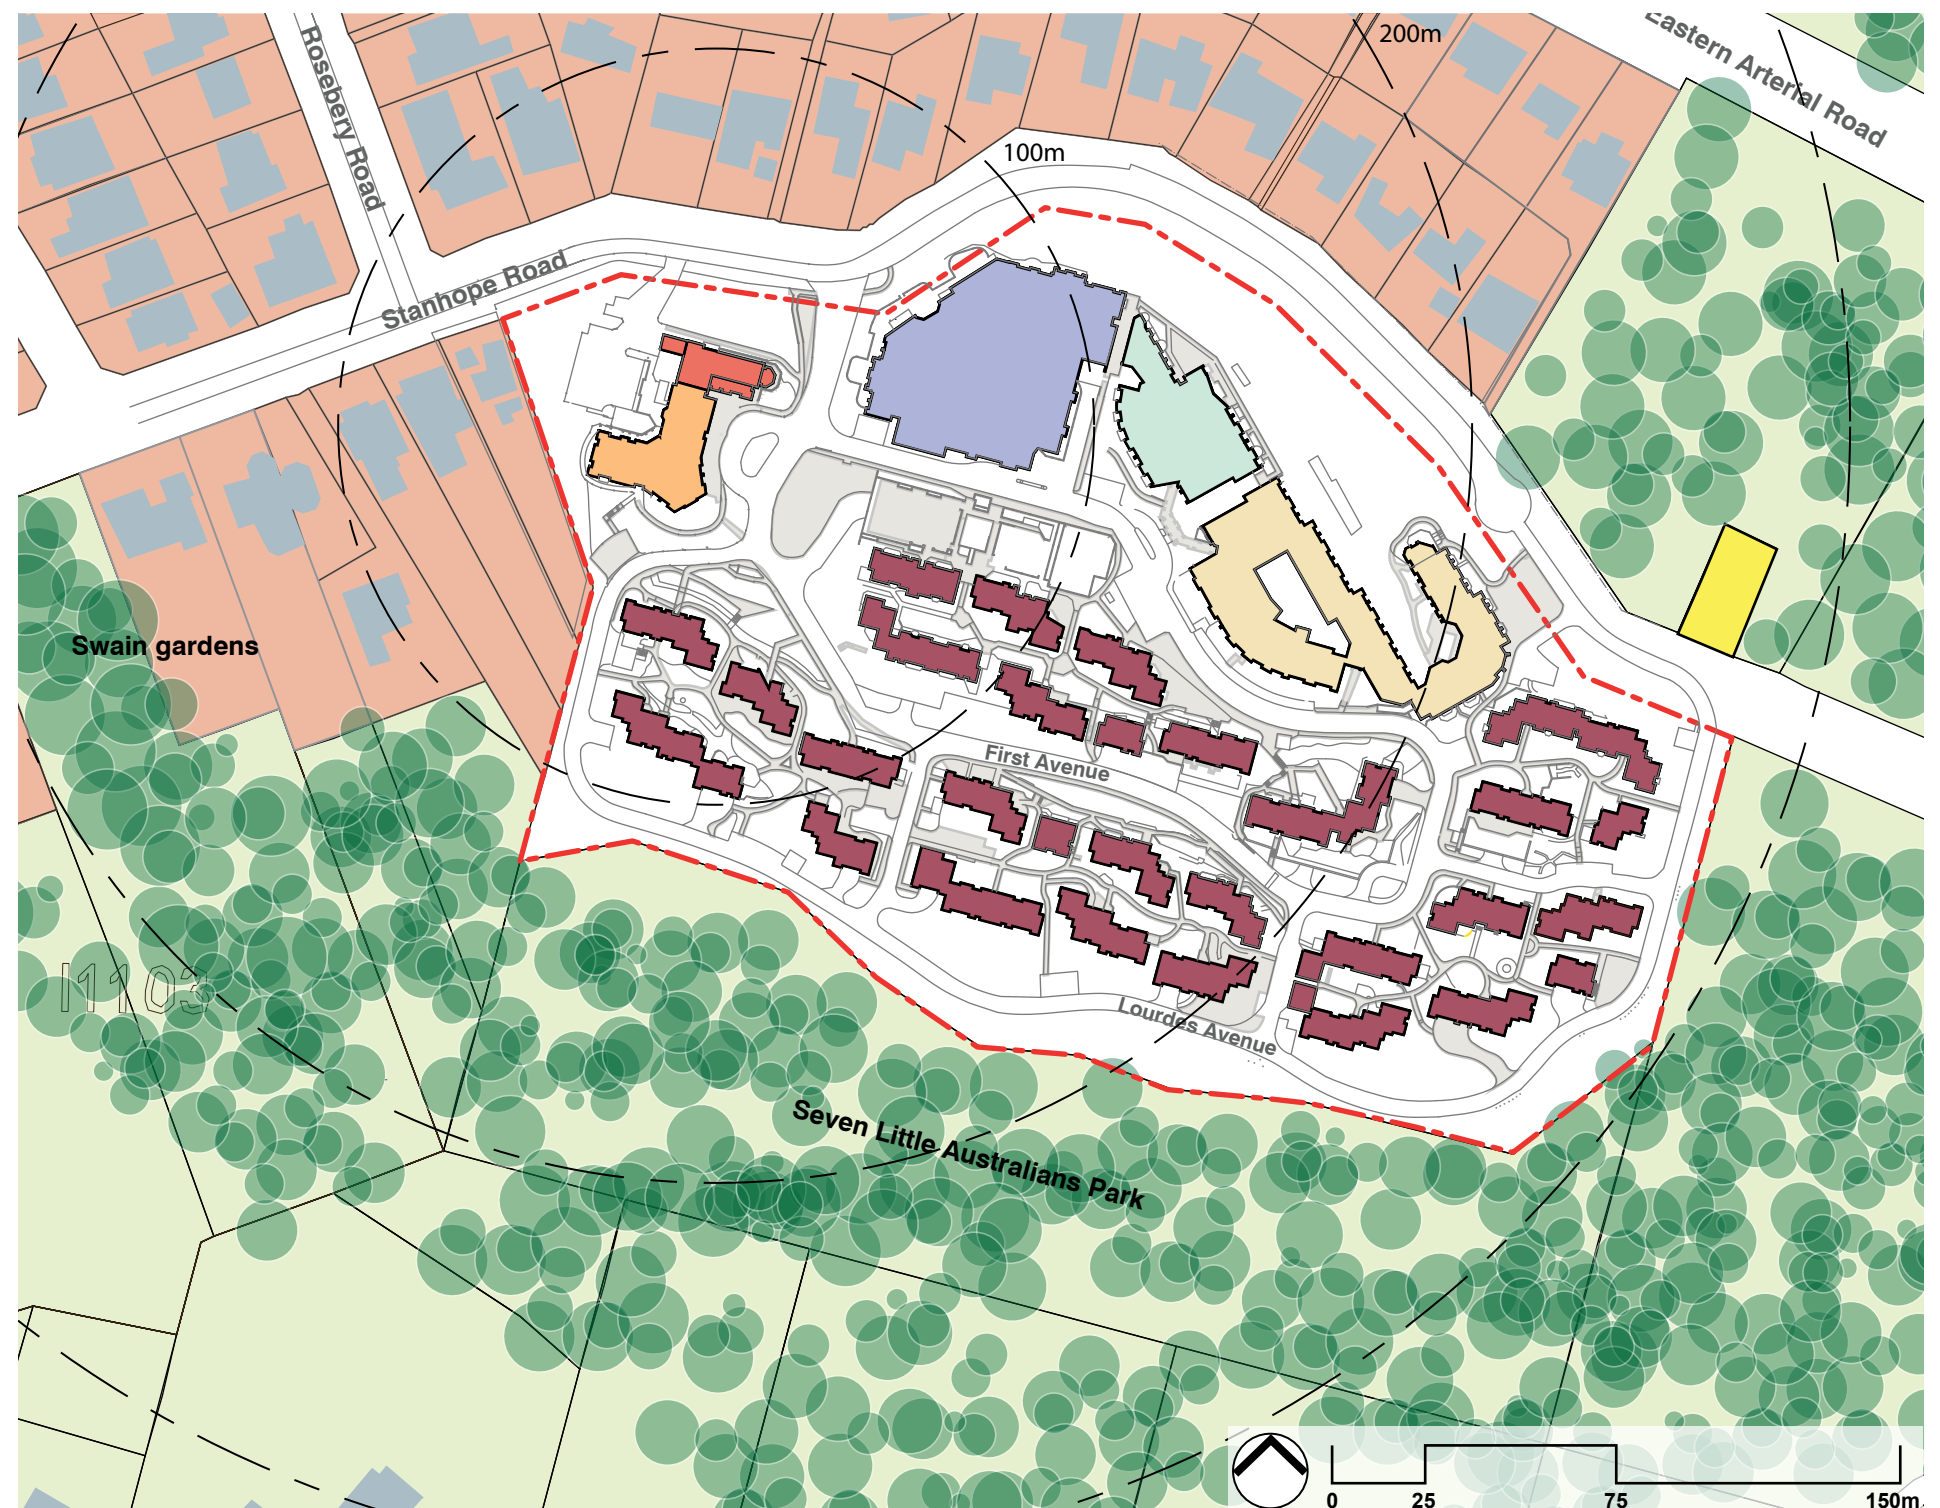 200m
Eastern Arterial Road
Rosebery Road
100m
Stanhope Road
Swain gardens
First Avenue
I1103
Lourdes Avenue
Seven Little Australians Park
0 25 75 150m